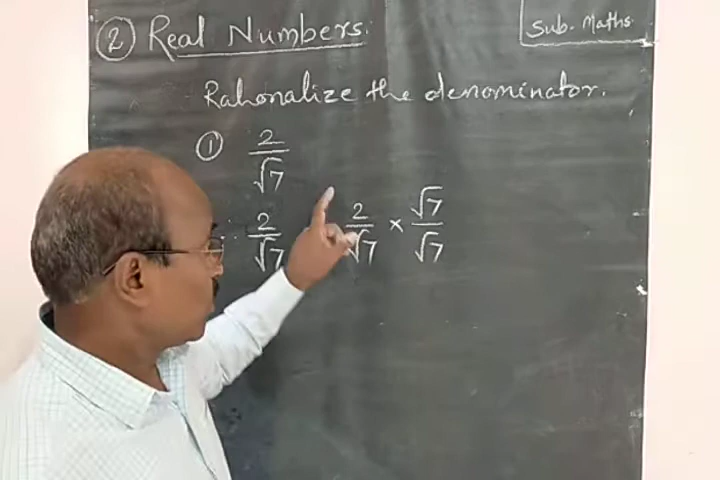 ② Real Numbers.
Sub. Maths.
Rationalize the denominator.
① 2/√7
∴ 2/√7 2/√7 × √7/√7